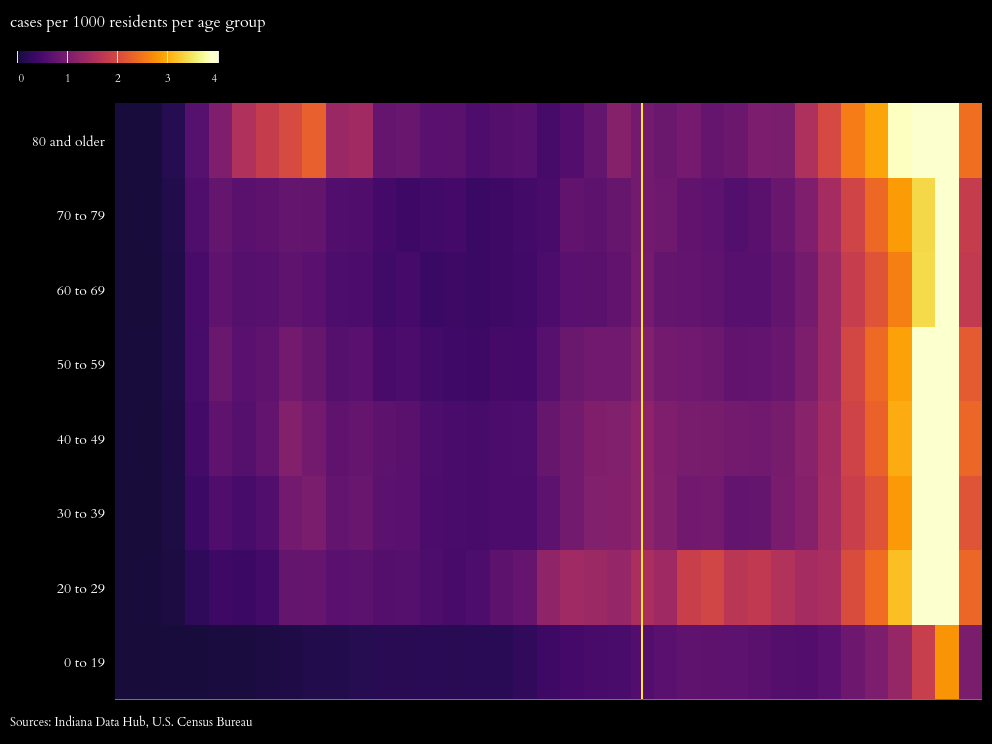 cases per 1000 residents per age group
0 1 2 3 4
80 and older
70 to 79
60 to 69
50 to 59
40 to 49
30 to 39
20 to 29
0 to 19
Sources: Indiana Data Hub, U.S. Census Bureau